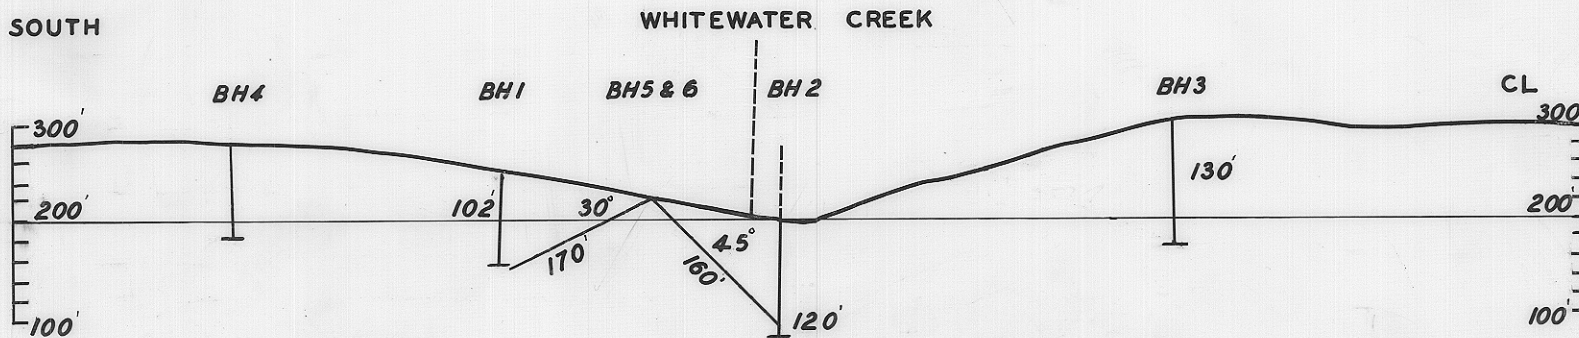 SOUTH
WHITEWATER CREEK
BH4
BH1
BH5 & 6
BH2
BH3
CL
300'
300
130'
102'
30°
200'
200'
45°
170'
160'
120'
100'
100'